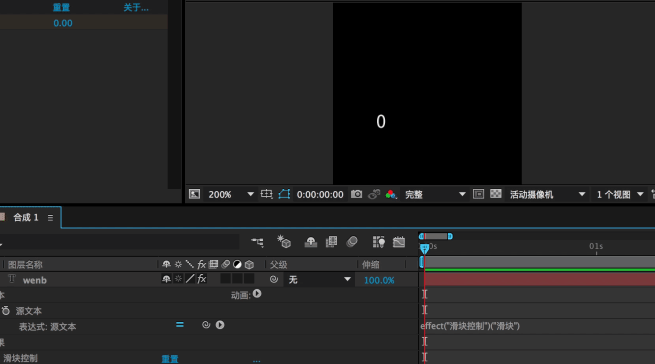 重置 关于...
0.00
0
200% 0:00:00:00 完整 活动摄像机 1 个视图
合成 1
0s 01s
图层名称 fx 父级 伸缩
T wenb fx 无 100.0%
本 动画:
源文本
表达式: 源文本 effect("滑块控制")("滑块")
果
滑块控制 重置 ...